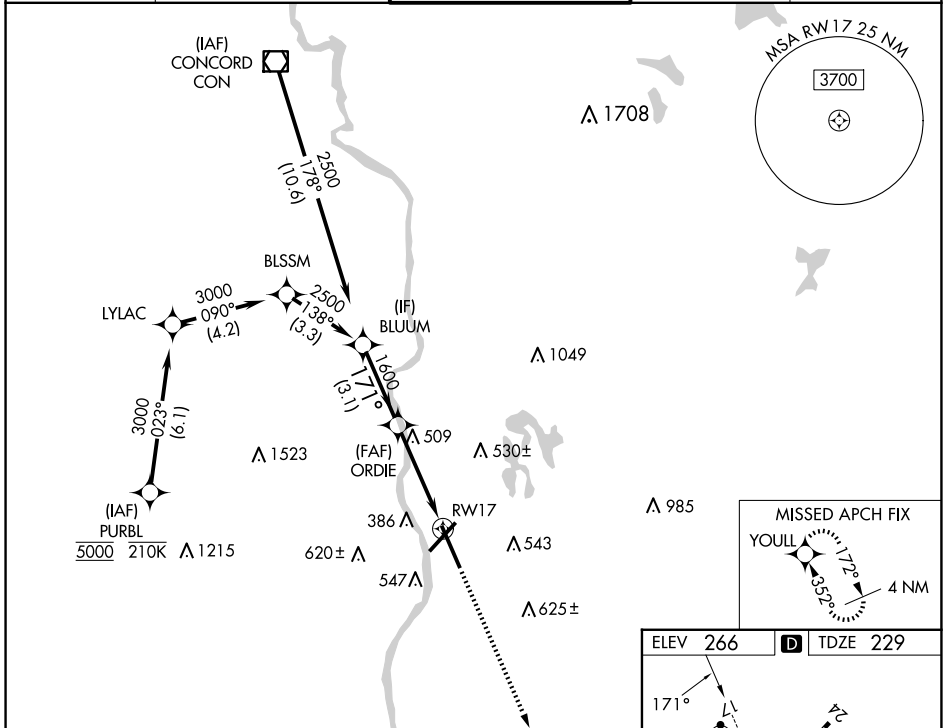 (IAF)
CONCORD
CON
MSA RW17 25 NM
3700
1708
2500
178°
(10.6)
BLSSM
3000
090°
(4.2)
2500
138°
(3.3)
LYLAC
(IF)
BLUUM
1600
171°
(3.1)
1049
3000
023°
(6.1)
509
(FAF)
ORDIE
530±
1523
(IAF)
PURBL
5000 210K
1215
386
RW17
985
620±
543
547
625±
MISSED APCH FIX
YOULL
172°
352°
4 NM
ELEV 266 D TDZE 229
171°
17
24